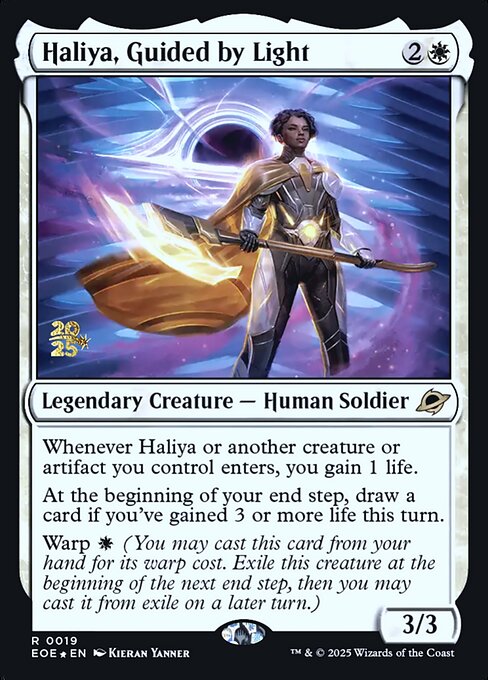 Haliya, Guided by Light 2
20
25
Legendary Creature — Human Soldier
Whenever Haliya or another creature or
artifact you control enters, you gain 1 life.
At the beginning of your end step, draw a
card if you've gained 3 or more life this turn.
Warp (You may cast this card from your
hand for its warp cost. Exile this creature at the
beginning of the next end step, then you may
cast it from exile on a later turn.)
3/3
R 0019
EOE★EN Kieran Yanner ™ & © 2025 Wizards of the Coast